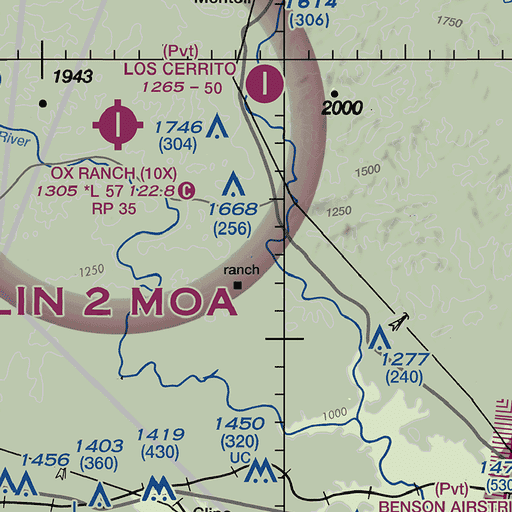 1614
(306)
1750
(Pvt)
LOS CERRITO
1265 - 50
1943
2000
River
1746
(304)
OX RANCH (10X)
1305 *L 57 122.8 C
RP 35
1500
1668
(256)
1250
1250
ranch
LIN 2 MOA
1277
(240)
1000
1450
(320)
UC
1419
(430)
1403
(360)
1456
(Pvt)
BENSON AIRSTRI